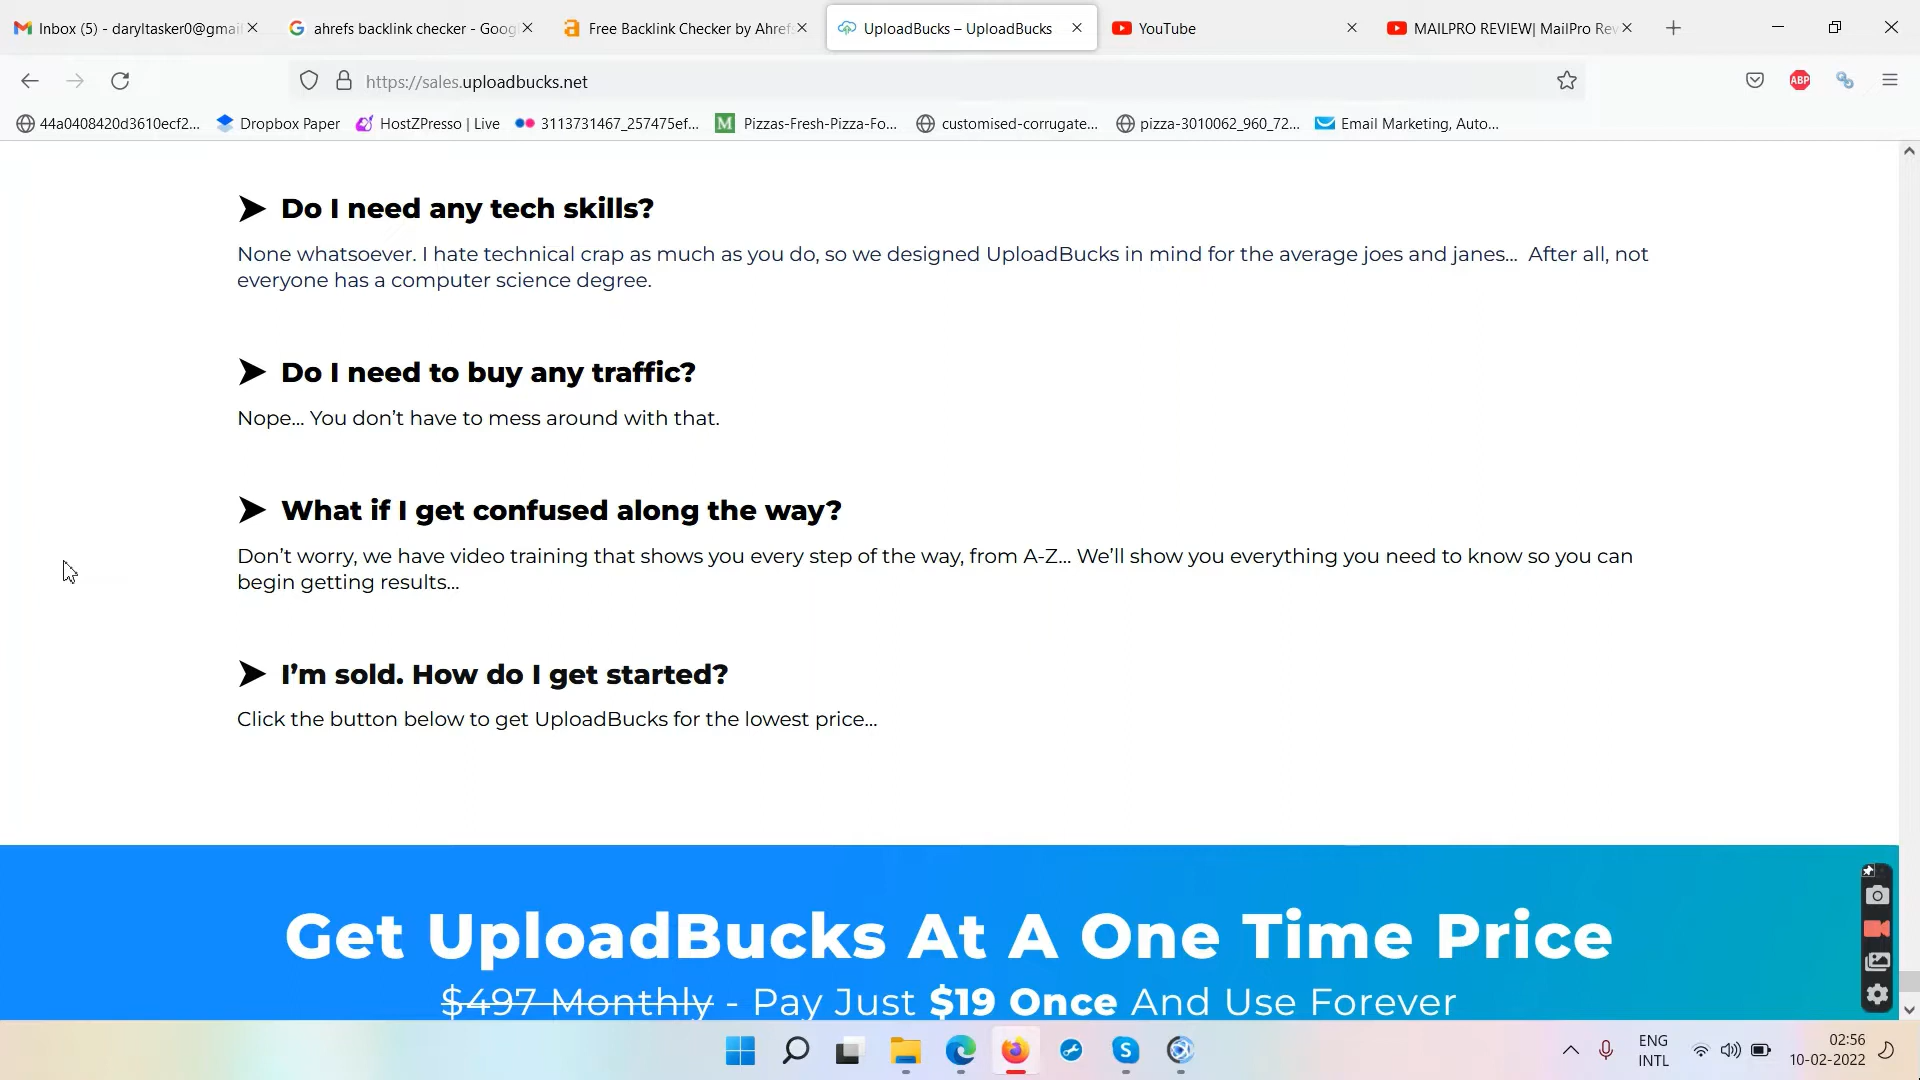 Inbox (5) - daryltasker0@gmai
ahrefs backlink checker - Goog
Free Backlink Checker by Ahref
UploadBucks – UploadBucks
YouTube
MAILPRO REVIEW| MailPro Rev
https://sales.uploadbucks.net
ABP
44a0408420d3610ecf2...
Dropbox Paper
HostZPresso | Live
3113731467_257475ef...
Pizzas-Fresh-Pizza-Fo...
customised-corrugate...
pizza-3010062_960_72...
Email Marketing, Auto...
➤ Do I need any tech skills?
None whatsoever. I hate technical crap as much as you do, so we designed UploadBucks in mind for the average joes and janes... After all, not
everyone has a computer science degree.
➤ Do I need to buy any traffic?
Nope... You don’t have to mess around with that.
➤ What if I get confused along the way?
Don’t worry, we have video training that shows you every step of the way, from A-Z... We’ll show you everything you need to know so you can
begin getting results...
➤ I’m sold. How do I get started?
Click the button below to get UploadBucks for the lowest price...
Get UploadBucks At A One Time Price
$497 Monthly - Pay Just $19 Once And Use Forever
ENG
INTL
02:56
10-02-2022